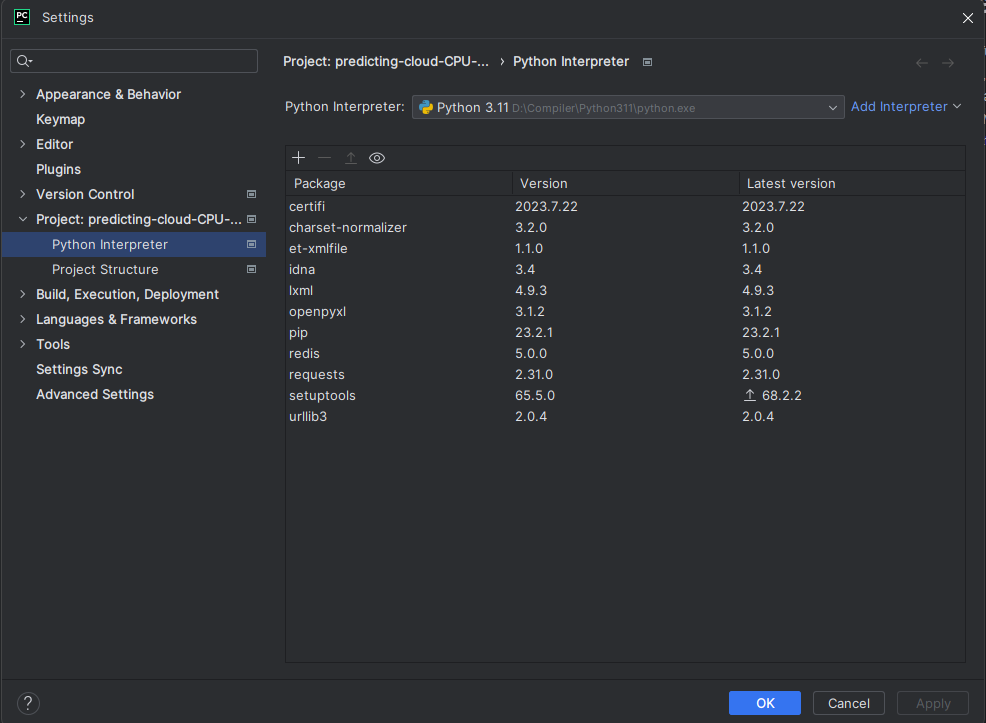 PC Settings
Project: predicting-cloud-CPU-... › Python Interpreter
Appearance & Behavior
Keymap
Editor
Plugins
Version Control
Project: predicting-cloud-CPU-...
Python Interpreter
Project Structure
Build, Execution, Deployment
Languages & Frameworks
Tools
Settings Sync
Advanced Settings
Python Interpreter: Python 3.11 D:\Compiler\Python311\python.exe Add Interpreter
Package Version Latest version
certifi 2023.7.22 2023.7.22
charset-normalizer 3.2.0 3.2.0
et-xmlfile 1.1.0 1.1.0
idna 3.4 3.4
lxml 4.9.3 4.9.3
openpyxl 3.1.2 3.1.2
pip 23.2.1 23.2.1
redis 5.0.0 5.0.0
requests 2.31.0 2.31.0
setuptools 65.5.0 68.2.2
urllib3 2.0.4 2.0.4
? OK Cancel Apply